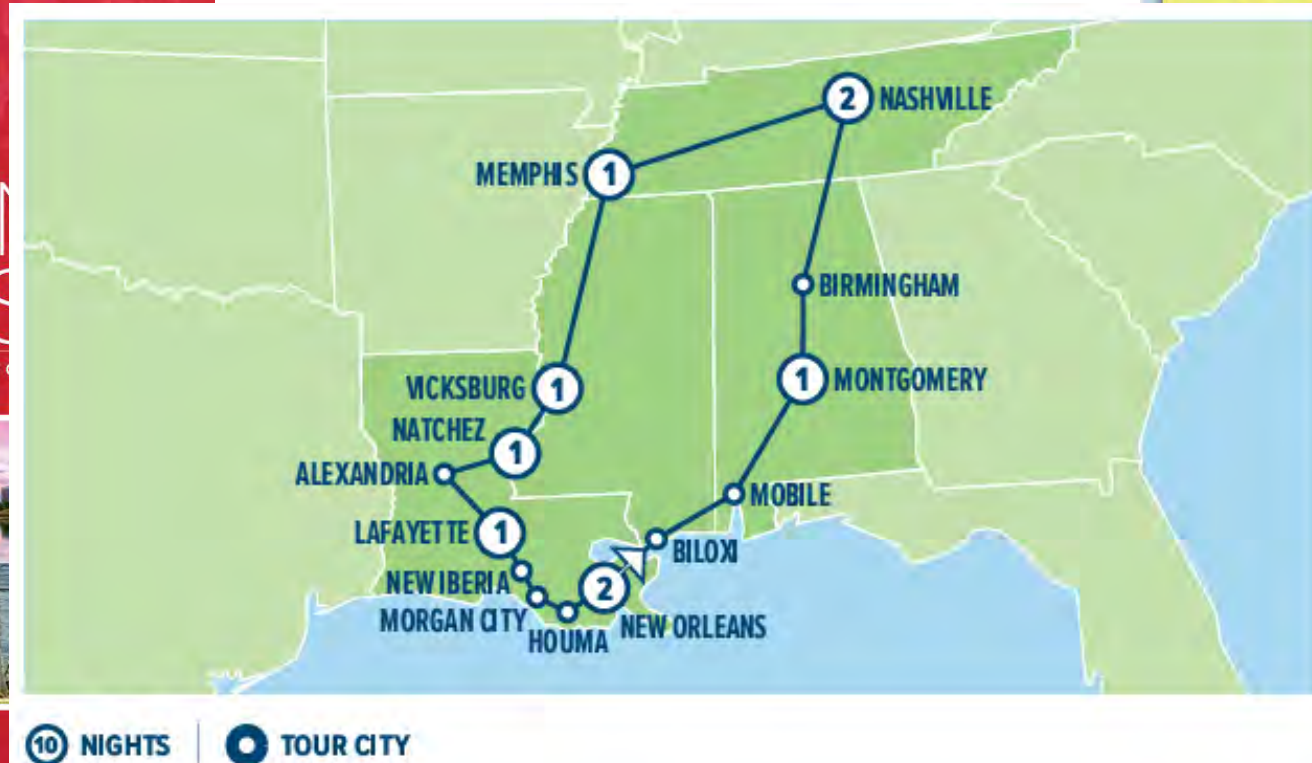 2 NASHVILLE
MEMPHIS 1
BIRMINGHAM
VICKSBURG 1
1 MONTGOMERY
NATCHEZ 1
ALEXANDRIA
MOBILE
LAFAYETTE 1
BILOXI
NEW IBERIA
2
MORGAN CITY
NEW ORLEANS
HOUMA
10 NIGHTS
TOUR CITY